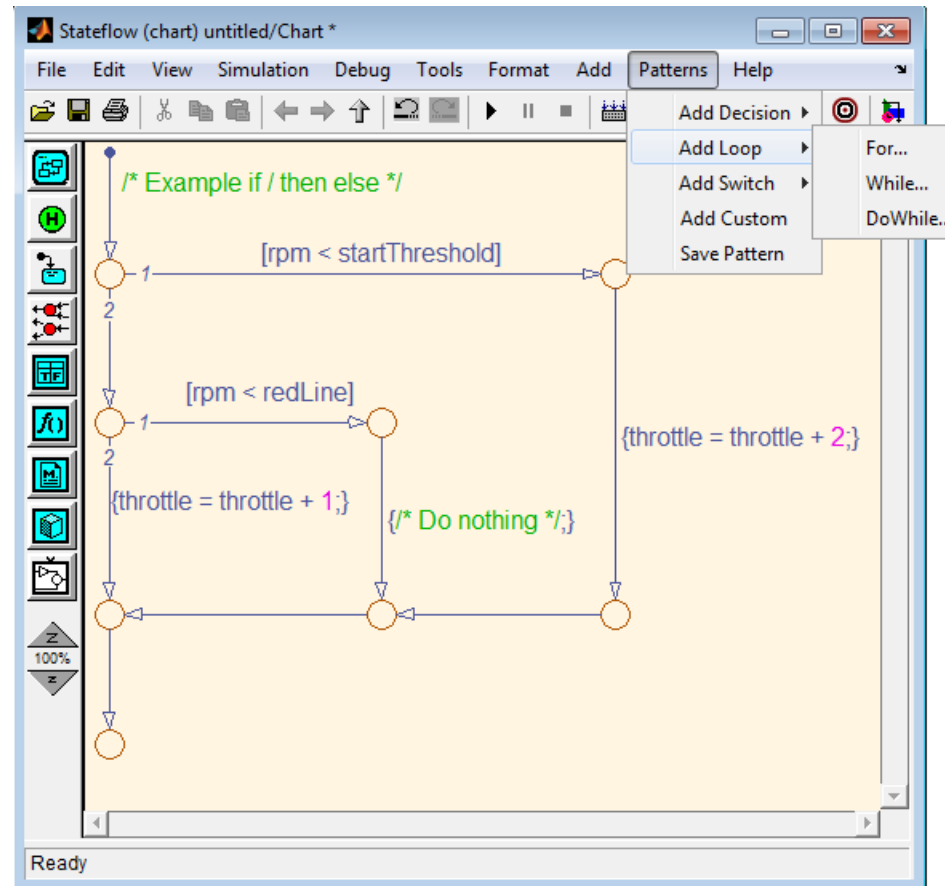 Stateflow (chart) untitled/Chart *
File Edit View Simulation Debug Tools Format Add Patterns Help
Add Decision
Add Loop
Add Switch
Add Custom
Save Pattern
For...
While...
DoWhile..
/* Example if / then else */
H
1
[rpm < startThreshold]
2
TF
[rpm < redLine]
f()
1
{throttle = throttle + 2;}
2
M
{throttle = throttle + 1;}
{/* Do nothing */;}
Z
100%
z
Ready